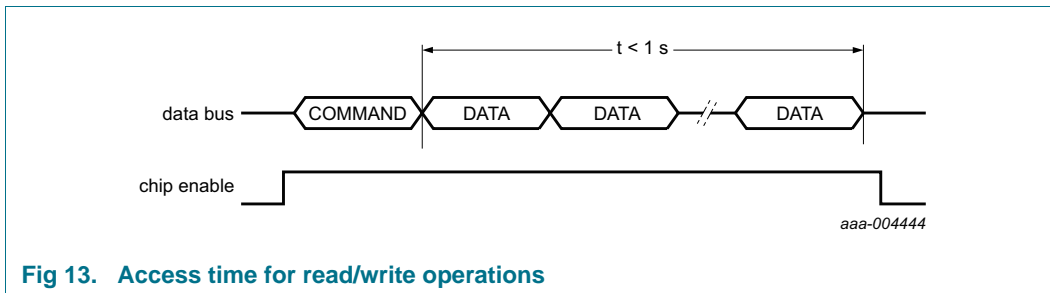 t < 1 s
data bus
COMMAND DATA DATA DATA
chip enable
aaa-004444
Fig 13. Access time for read/write operations